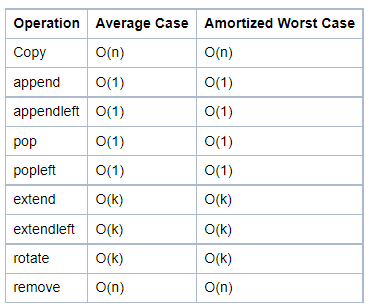 Operation Average Case Amortized Worst Case
Copy O(n) O(n)
append O(1) O(1)
appendleft O(1) O(1)
pop O(1) O(1)
popleft O(1) O(1)
extend O(k) O(k)
extendleft O(k) O(k)
rotate O(k) O(k)
remove O(n) O(n)